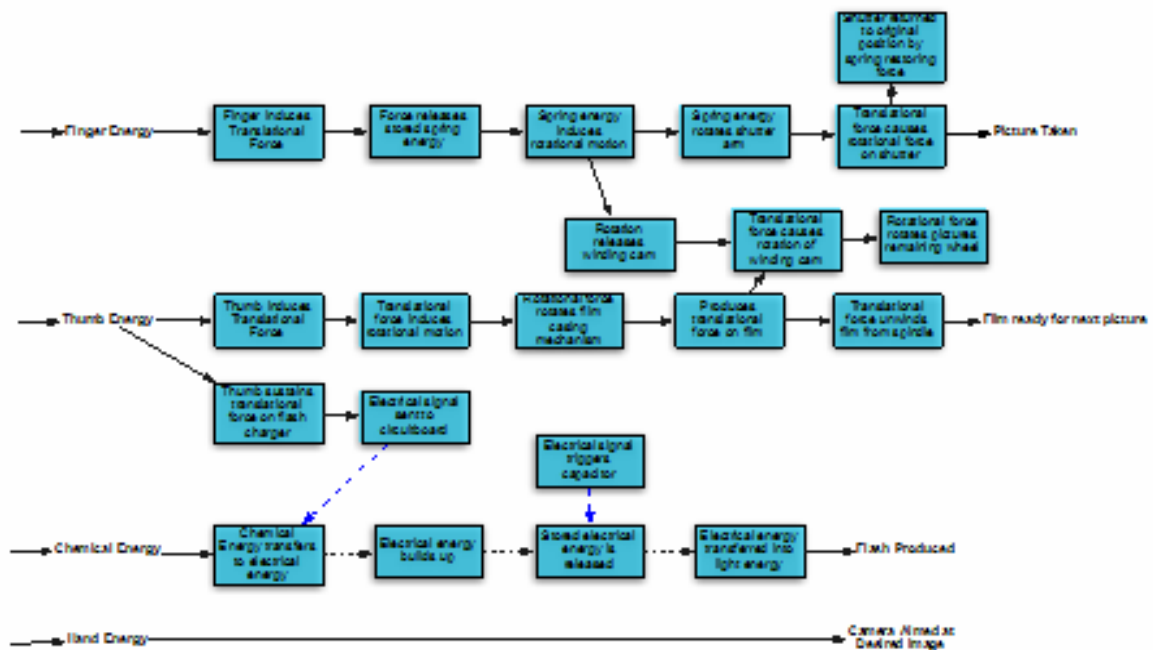 Shutter returned
to original
position by
spring restoring
force
Finger Energy
Finger induces
Translational
Force
Force releases
stored spring
energy
Spring energy
induces
rotational motion
Spring energy
rotates shutter
arm
Translational
force causes
rotational force
on shutter
Picture Taken
Rotation
releases
winding cam
Translational
force causes
rotation of
winding cam
Rotational force
rotates pictures
remaining wheel
Thumb Energy
Thumb induces
Translational
Force
Translational
force induces
rotational motion
Rotational force
rotates film
casing
mechanism
Produces
translational
force on film
Translational
force unwinds
film from spindle
Film ready for next picture
Thumb sustains
translational
force on flash
charger
Electrical signal
sent to
circuitboard
Electrical signal
triggers
capacitor
Chemical Energy
Chemical
Energy transfers
to electrical
energy
Electrical energy
builds up
Stored electrical
energy is
released
Electrical energy
transferred into
light energy
Flash Produced
Hand Energy
Camera Aimed at
Desired Image